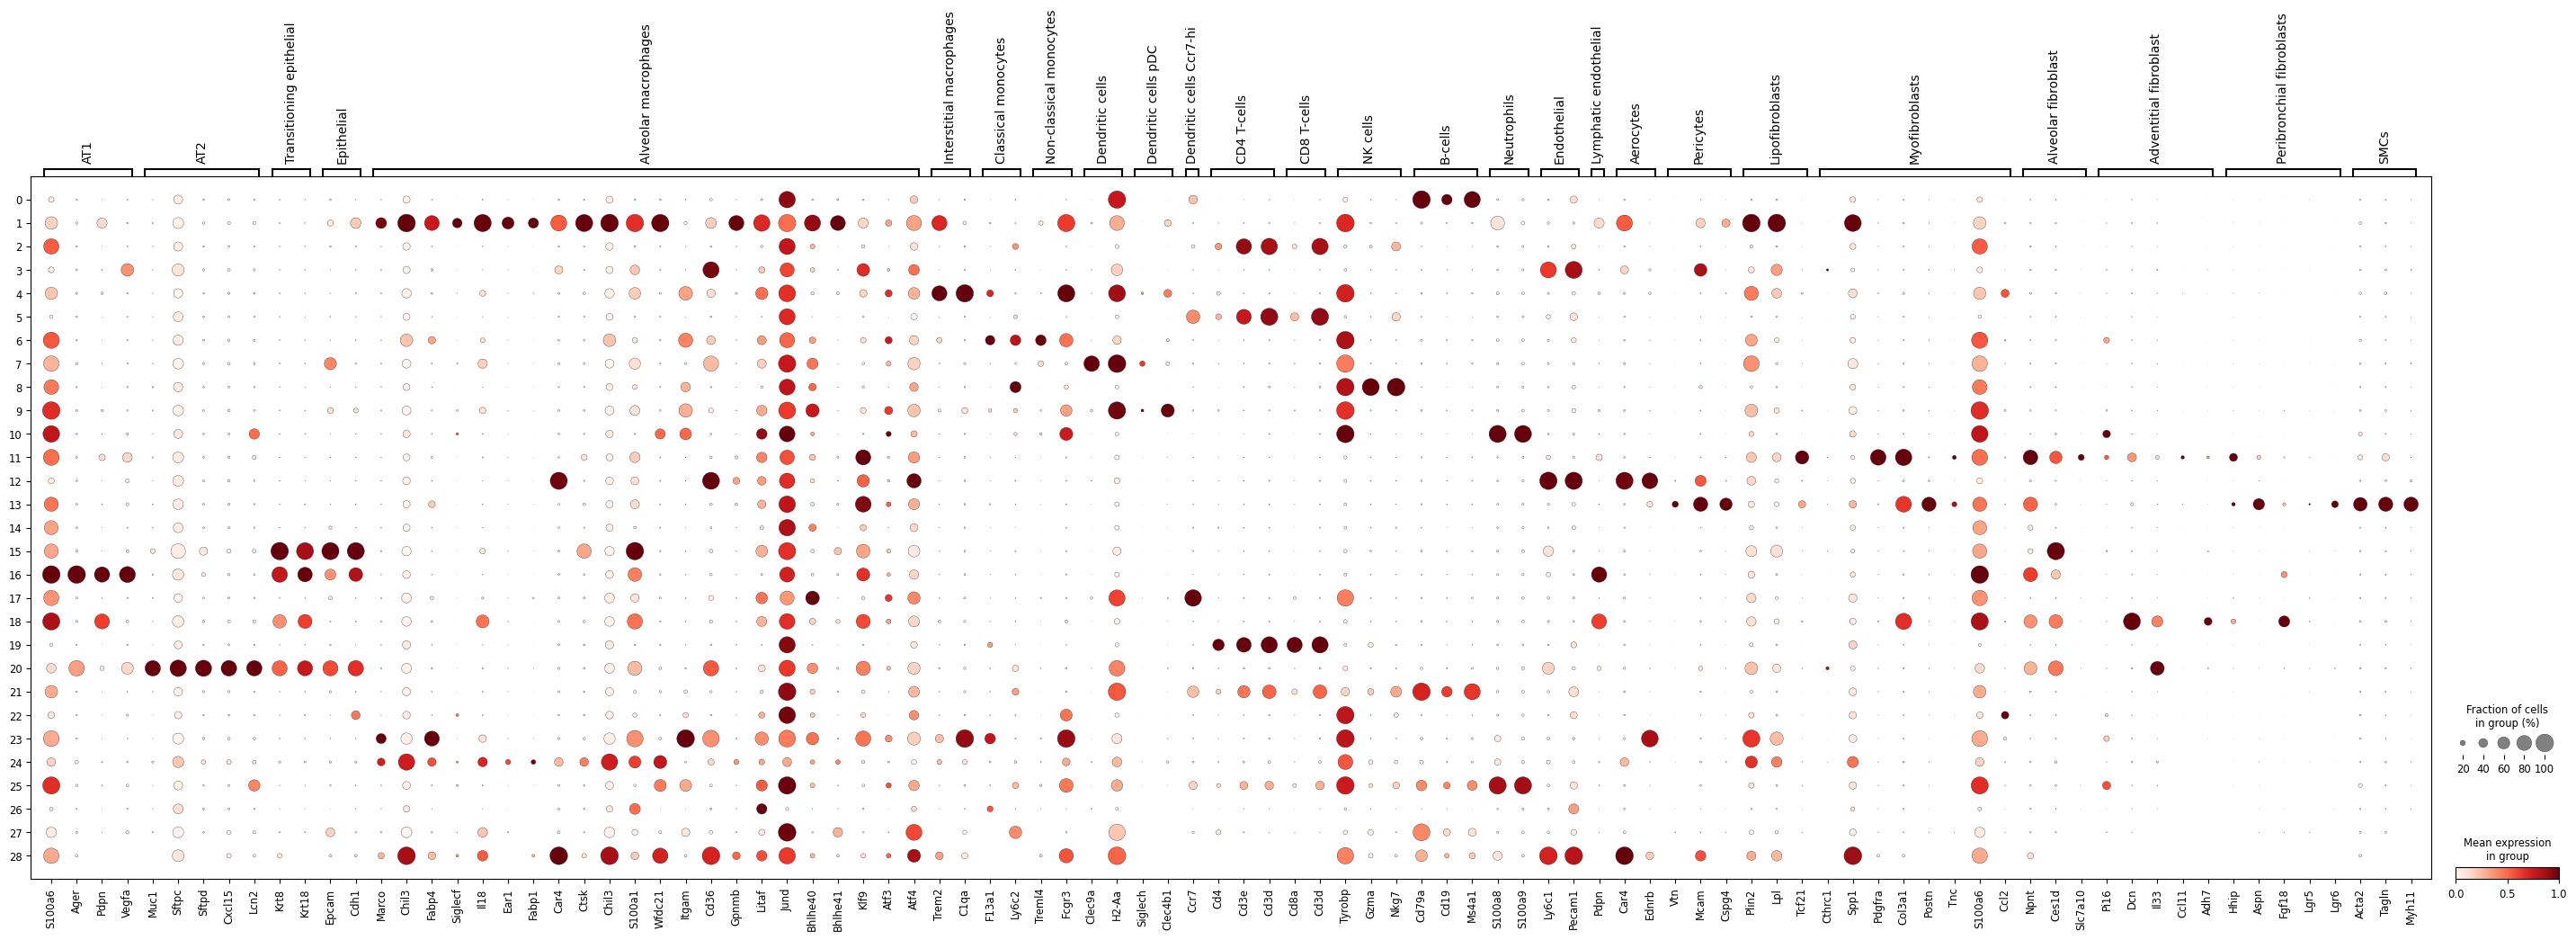 AT1
AT2
Transitioning epithelial
Epithelial
Alveolar macrophages
Interstitial macrophages
Classical monocytes
Non-classical monocytes
Dendritic cells
Dendritic cells pDC
Dendritic cells Ccr7-hi
CD4 T-cells
CD8 T-cells
NK cells
B-cells
Neutrophils
Endothelial
Lymphatic endothelial
Aerocytes
Pericytes
Lipofibroblasts
Myofibroblasts
Alveolar fibroblast
Adventitial fibroblast
Peribronchial fibroblasts
SMCs
0
1
2
3
4
5
6
7
8
9
10
11
12
13
14
15
16
17
18
19
20
21
22
23
24
25
26
27
28
S100a6
Ager
Pdpn
Vegfa
Muc1
Sftpc
Sftpd
Cxcl15
Lcn2
Krt8
Krt18
Epcam
Cdh1
Marco
Chil3
Fabp4
Siglecf
Il18
Ear1
Fabp1
Car4
Ctsk
Chil3
S100a1
Wfdc21
Itgam
Cd36
Gpnmb
Litaf
Jund
Bhlhe40
Bhlhe41
Klf9
Atf3
Atf4
Trem2
C1qa
F13a1
Ly6c2
Treml4
Fcgr3
Clec9a
H2-Aa
Siglech
Clec4b1
Ccr7
Cd4
Cd3e
Cd3d
Cd8a
Cd3d
Tyrobp
Gzma
Nkg7
Cd79a
Cd19
Ms4a1
S100a8
S100a9
Ly6c1
Pecam1
Pdpn
Car4
Ednrb
Vtn
Mcam
Cspg4
Plin2
Lpl
Tcf21
Cthrc1
Spp1
Pdgfra
Col3a1
Postn
Tnc
S100a6
Ccl2
Npnt
Ces1d
Slc7a10
Pi16
Dcn
Il33
Ccl11
Adh7
Hhip
Aspn
Fgf18
Lgr5
Lgr6
Acta2
Tagln
Myh11
Fraction of cells
in group (%)
20 40 60 80 100
Mean expression
in group
0.0 0.5 1.0